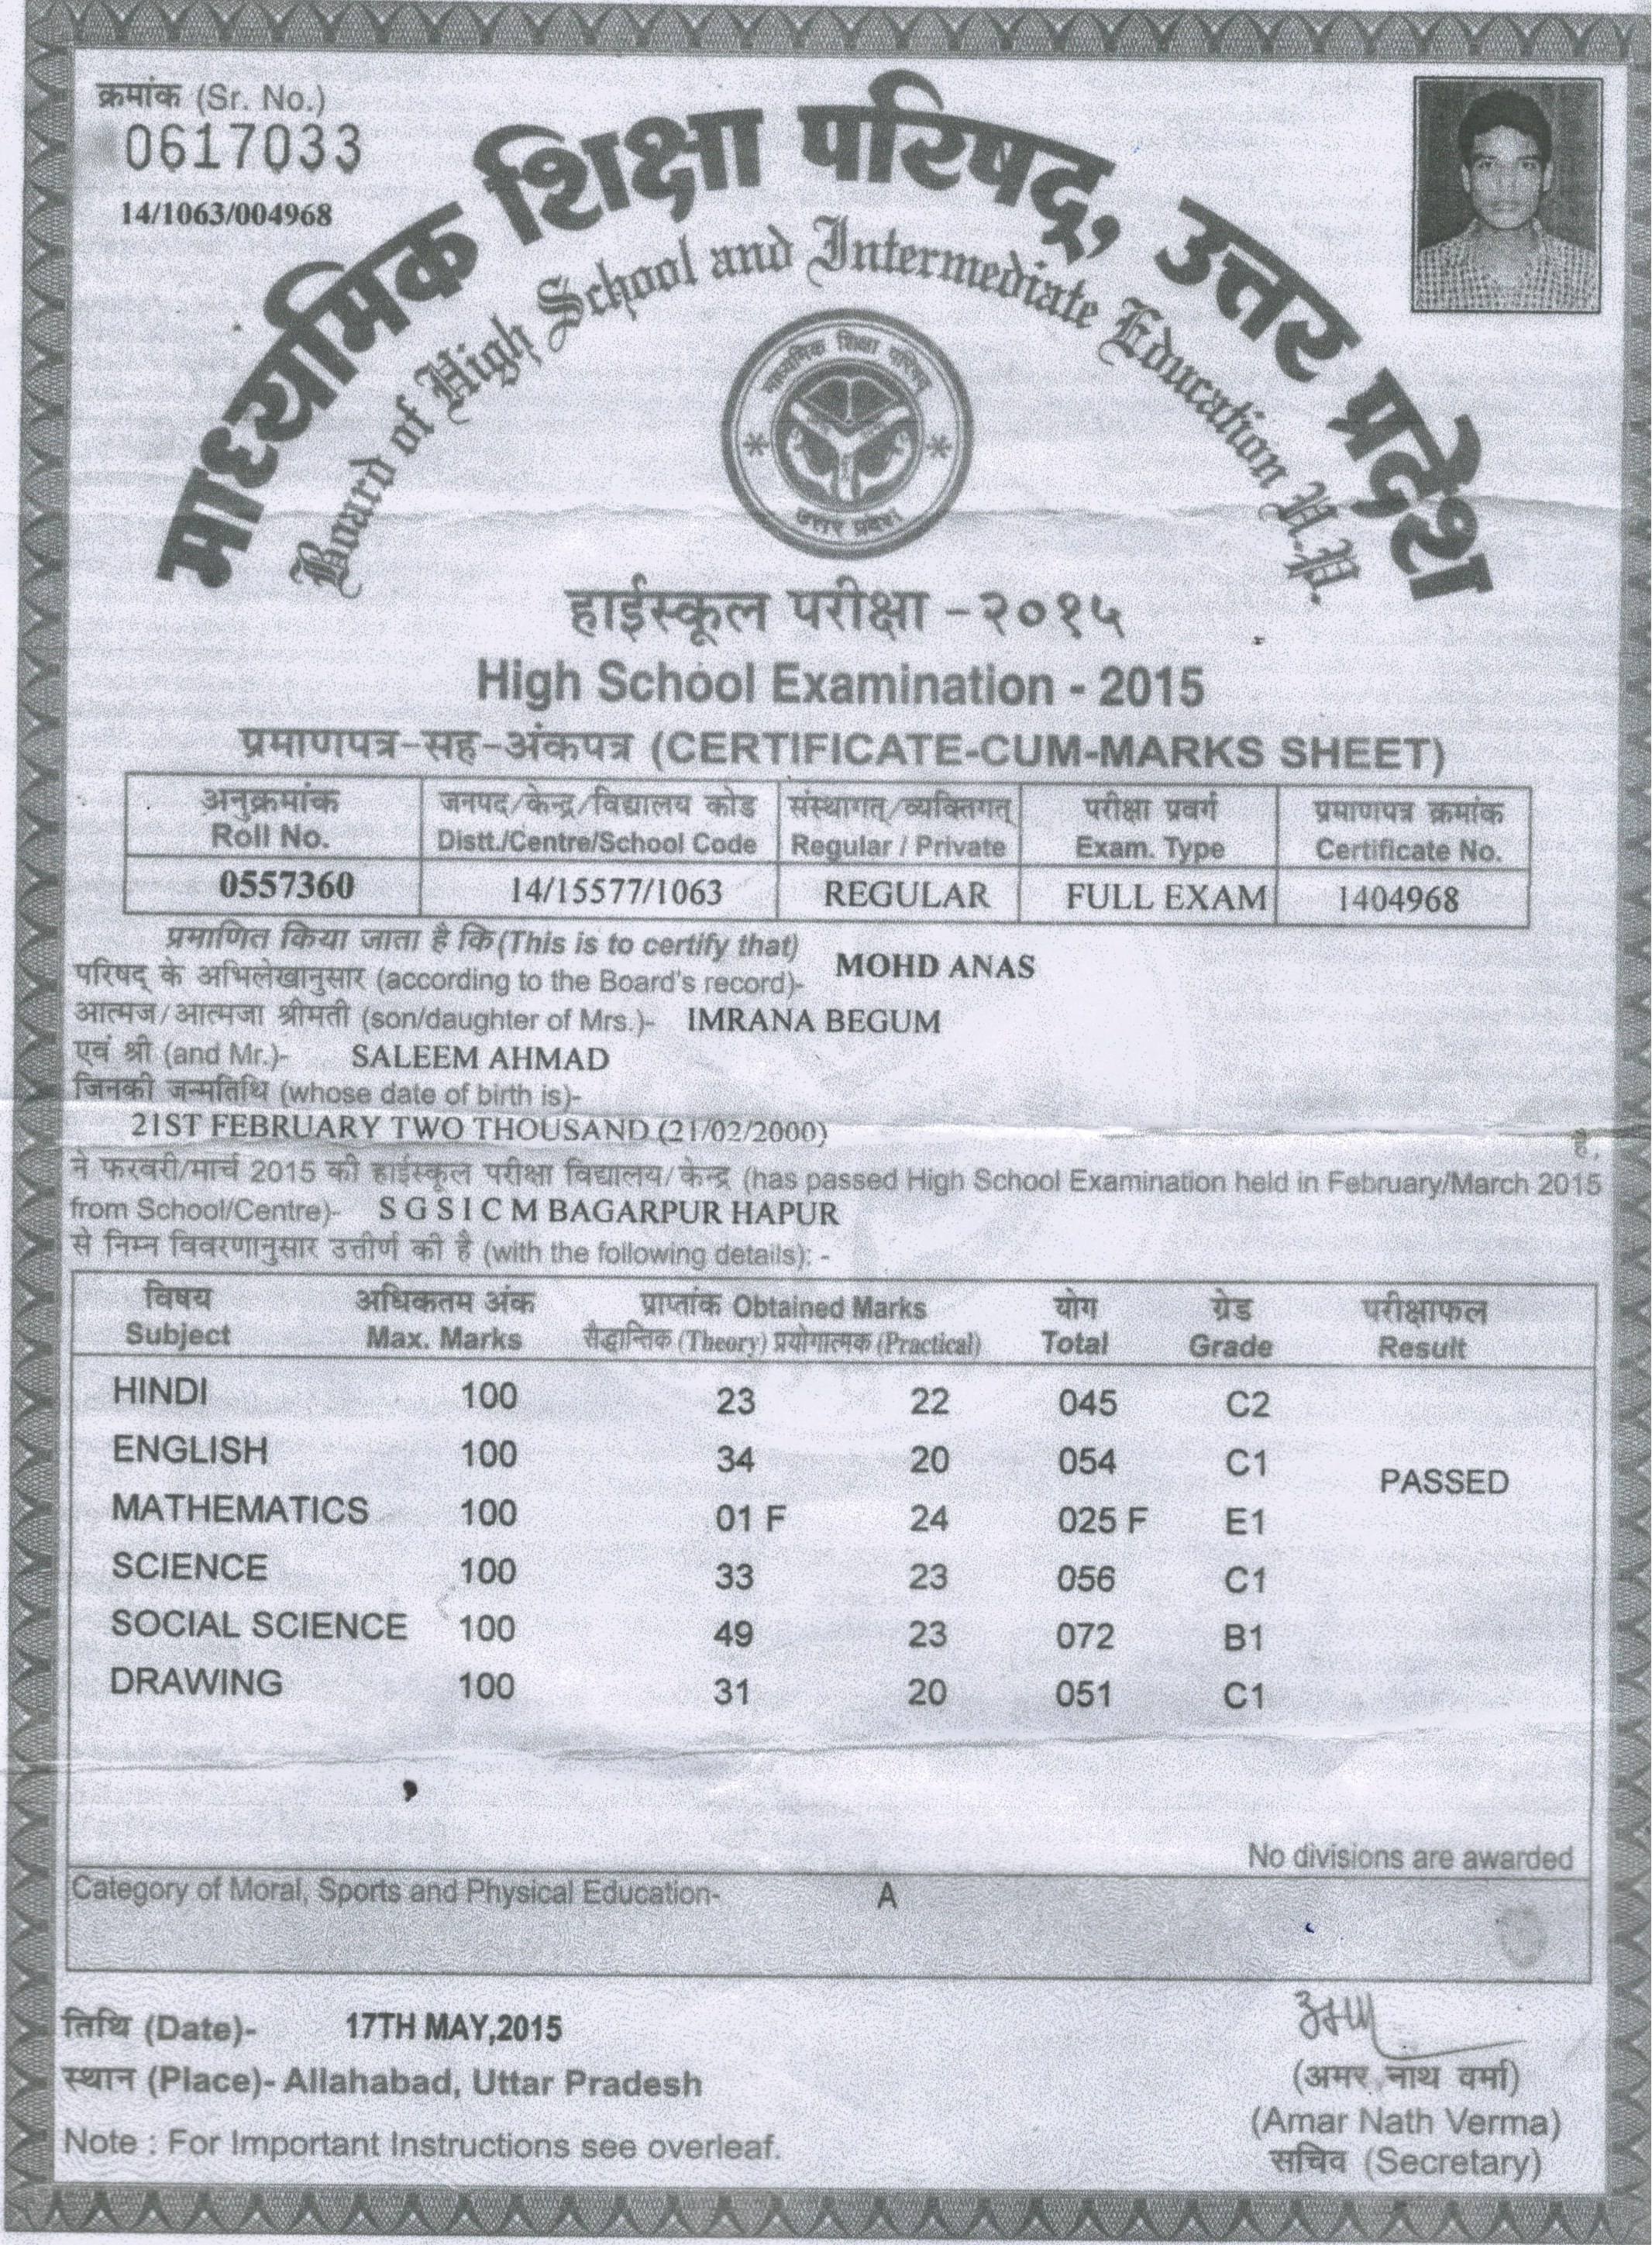 क्रमांक (Sr. No.)
0617033
14/1063/004968
माध्यमिक शिक्षा परिषद्, उत्तर प्रदेश
Board of High School and Intermediate Education U.P.
माध्यमिक शिक्षा परिषद्
उत्तर प्रदेश
हाईस्कूल परीक्षा -२०१५
High School Examination - 2015
प्रमाणपत्र-सह-अंकपत्र (CERTIFICATE-CUM-MARKS SHEET)
अनुक्रमांक जनपद/केन्द्र/विद्यालय कोड संस्थागत्/व्यक्तिगत् परीक्षा प्रवर्ग प्रमाणपत्र क्रमांक
Roll No. Distt./Centre/School Code Regular / Private Exam. Type Certificate No.
0557360 14/15577/1063 REGULAR FULL EXAM 1404968
प्रमाणित किया जाता है कि (This is to certify that)
परिषद् के अभिलेखानुसार (according to the Board's record)- MOHD ANAS
आत्मज/आत्मजा श्रीमती (son/daughter of Mrs.)- IMRANA BEGUM
एवं श्री (and Mr.)- SALEEM AHMAD
जिनकी जन्मतिथि (whose date of birth is)-
21ST FEBRUARY TWO THOUSAND (21/02/2000) है,
ने फरवरी/मार्च 2015 की हाईस्कूल परीक्षा विद्यालय/केन्द्र (has passed High School Examination held in February/March 2015
from School/Centre)- S G S I C M BAGARPUR HAPUR
से निम्न विवरणानुसार उत्तीर्ण की है (with the following details): -
विषय अधिकतम अंक प्राप्तांक Obtained Marks योग ग्रेड परीक्षाफल
Subject Max. Marks सैद्धान्तिक (Theory) प्रयोगात्मक (Practical) Total Grade Result
HINDI 100 23 22 045 C2
ENGLISH 100 34 20 054 C1
PASSED
MATHEMATICS 100 01 F 24 025 F E1
SCIENCE 100 33 23 056 C1
SOCIAL SCIENCE 100 49 23 072 B1
DRAWING 100 31 20 051 C1
No divisions are awarded
Category of Moral, Sports and Physical Education- A
तिथि (Date)- 17TH MAY,2015
स्थान (Place)- Allahabad, Uttar Pradesh
(अमर नाथ वर्मा)
(Amar Nath Verma)
Note : For Important Instructions see overleaf.
सचिव (Secretary)